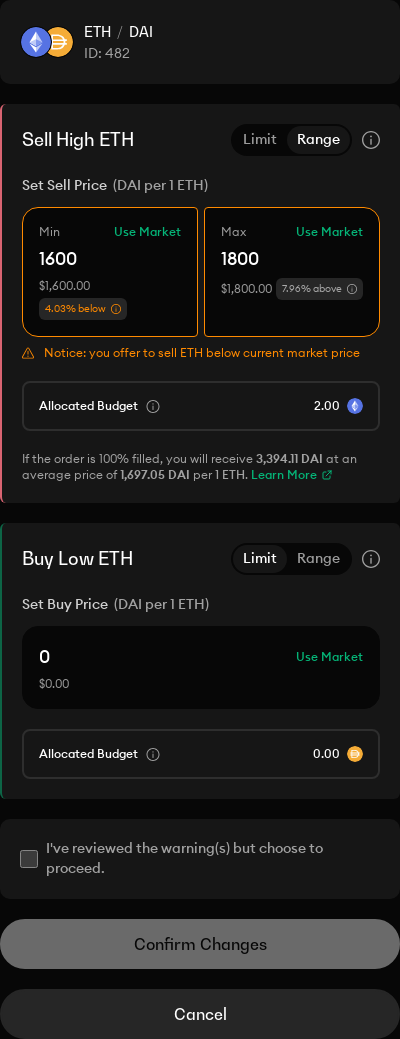 ETH / DAI
ID: 482
Sell High ETH
Limit Range
Set Sell Price (DAI per 1 ETH)
Min Use Market
1600
$1,600.00
4.03% below
Max Use Market
1800
$1,800.00 7.96% above
Notice: you offer to sell ETH below current market price
Allocated Budget 2.00
If the order is 100% filled, you will receive 3,394.11 DAI at an
average price of 1,697.05 DAI per 1 ETH. Learn More
Buy Low ETH
Limit Range
Set Buy Price (DAI per 1 ETH)
0 Use Market
$0.00
Allocated Budget 0.00
I've reviewed the warning(s) but choose to
proceed.
Confirm Changes
Cancel